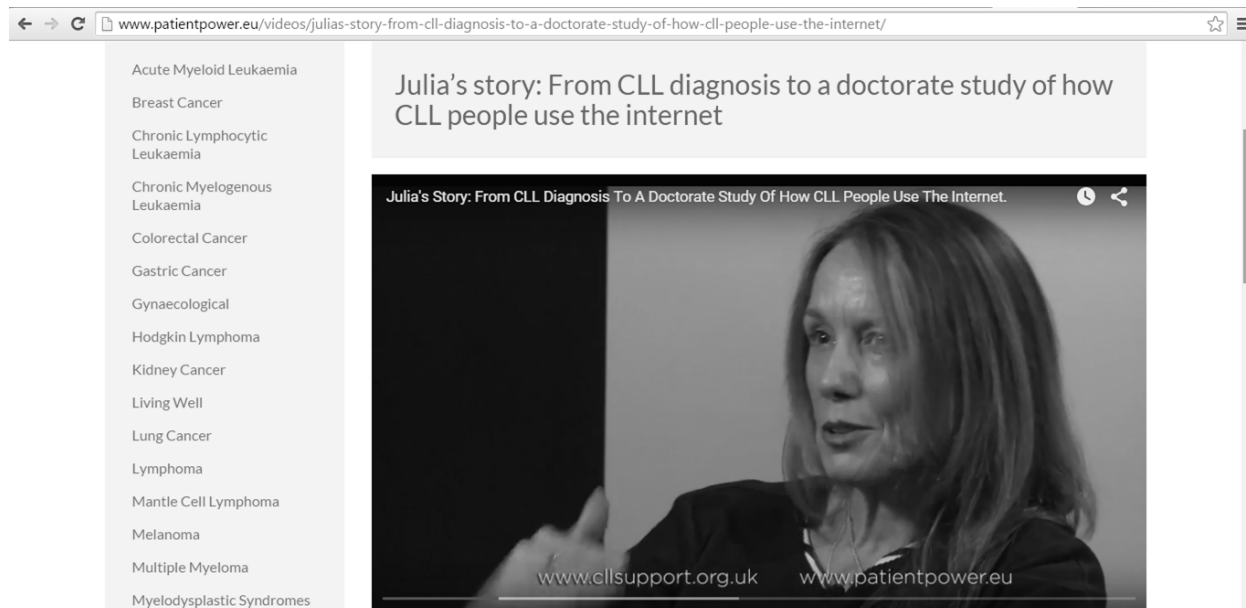 www.patientpower.eu/videos/julias-story-from-cll-diagnosis-to-a-doctorate-study-of-how-cll-people-use-the-internet/
Acute Myeloid Leukaemia
Breast Cancer
Chronic Lymphocytic
Leukaemia
Chronic Myelogenous
Leukaemia
Colorectal Cancer
Gastric Cancer
Gynaecological
Hodgkin Lymphoma
Kidney Cancer
Living Well
Lung Cancer
Lymphoma
Mantle Cell Lymphoma
Melanoma
Multiple Myeloma
Myelodysplastic Syndromes
Julia's story: From CLL diagnosis to a doctorate study of how
CLL people use the internet
Julia's Story: From CLL Diagnosis To A Doctorate Study Of How CLL People Use The Internet.
www.cllsupport.org.uk www.patientpower.eu